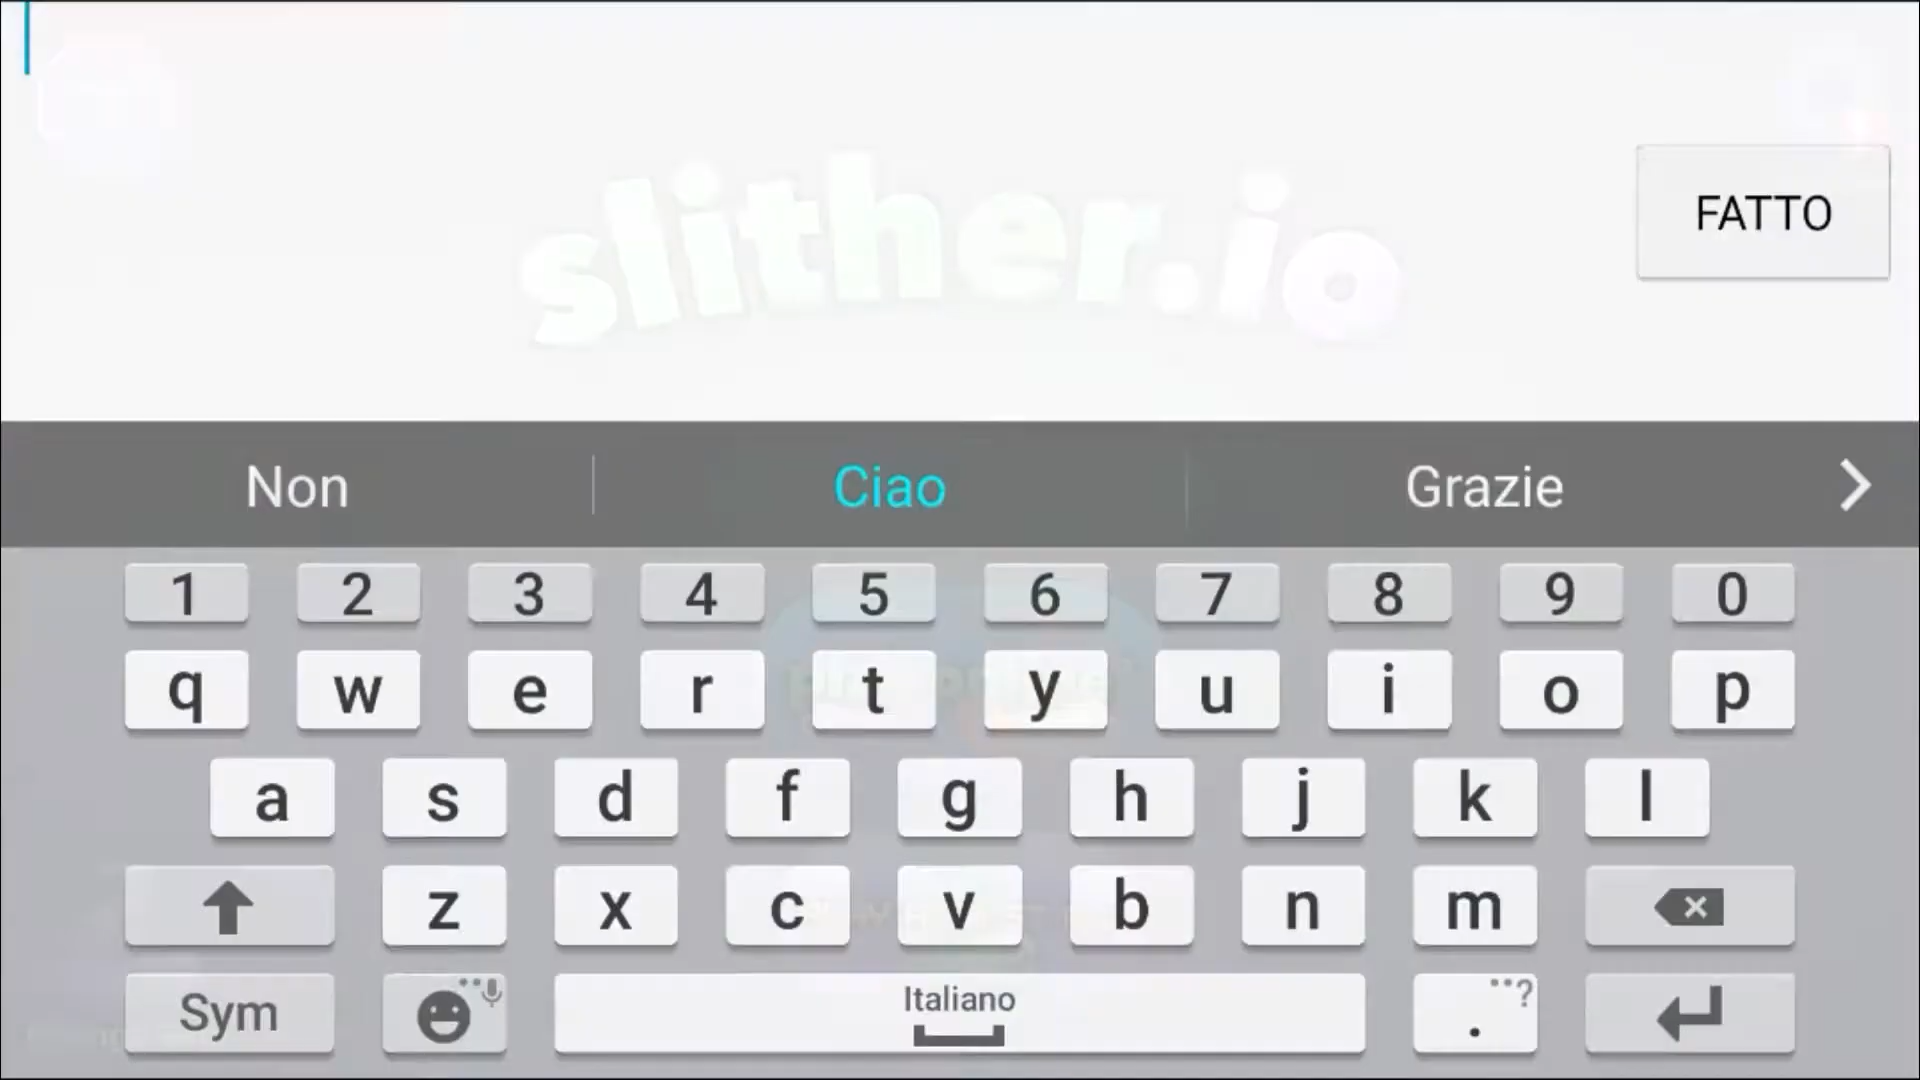 slither.io
FATTO
Non Ciao Grazie
1 2 3 4 5 6 7 8 9 0
q w e r t y u i o p
a s d f g h j k l
z x c v b n m
Sym Italiano . ?